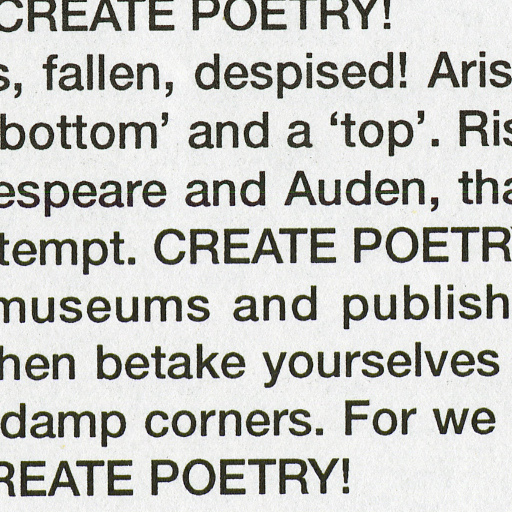 CREATE POETRY!
s, fallen, despised! Aris
bottom’ and a ‘top’. Ris
espeare and Auden, tha
tempt. CREATE POETRY
museums and publish
hen betake yourselves
damp corners. For we
REATE POETRY!